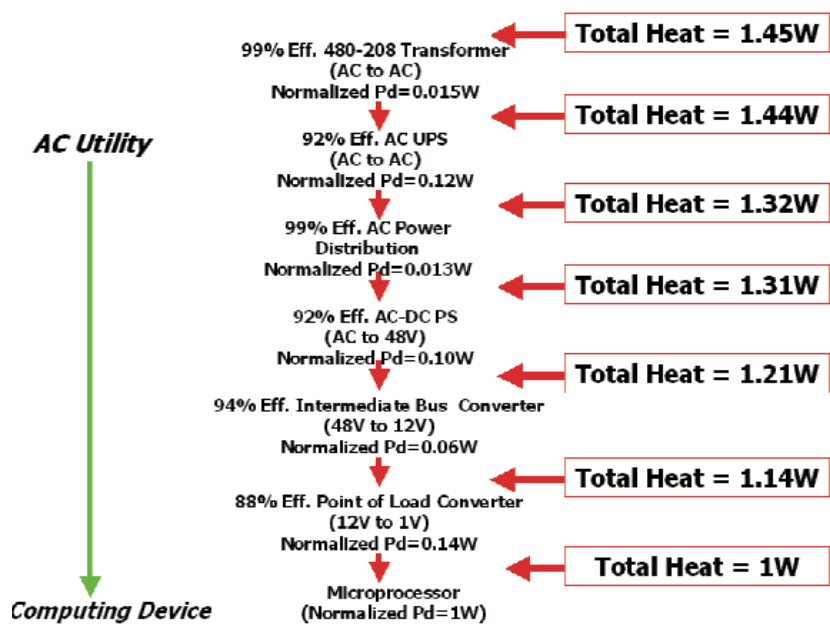 Total Heat = 1.45W
99% Eff. 480-208 Transformer
(AC to AC)
Normalized Pd=0.015W
Total Heat = 1.44W
AC Utility
92% Eff. AC UPS
(AC to AC)
Normalized Pd=0.12W
Total Heat = 1.32W
99% Eff. AC Power
Distribution
Normalized Pd=0.013W
Total Heat = 1.31W
92% Eff. AC-DC PS
(AC to 48V)
Normalized Pd=0.10W
Total Heat = 1.21W
94% Eff. Intermediate Bus Converter
(48V to 12V)
Normalized Pd=0.06W
Total Heat = 1.14W
88% Eff. Point of Load Converter
(12V to 1V)
Normalized Pd=0.14W
Total Heat = 1W
Microprocessor
(Normalized Pd=1W)
Computing Device